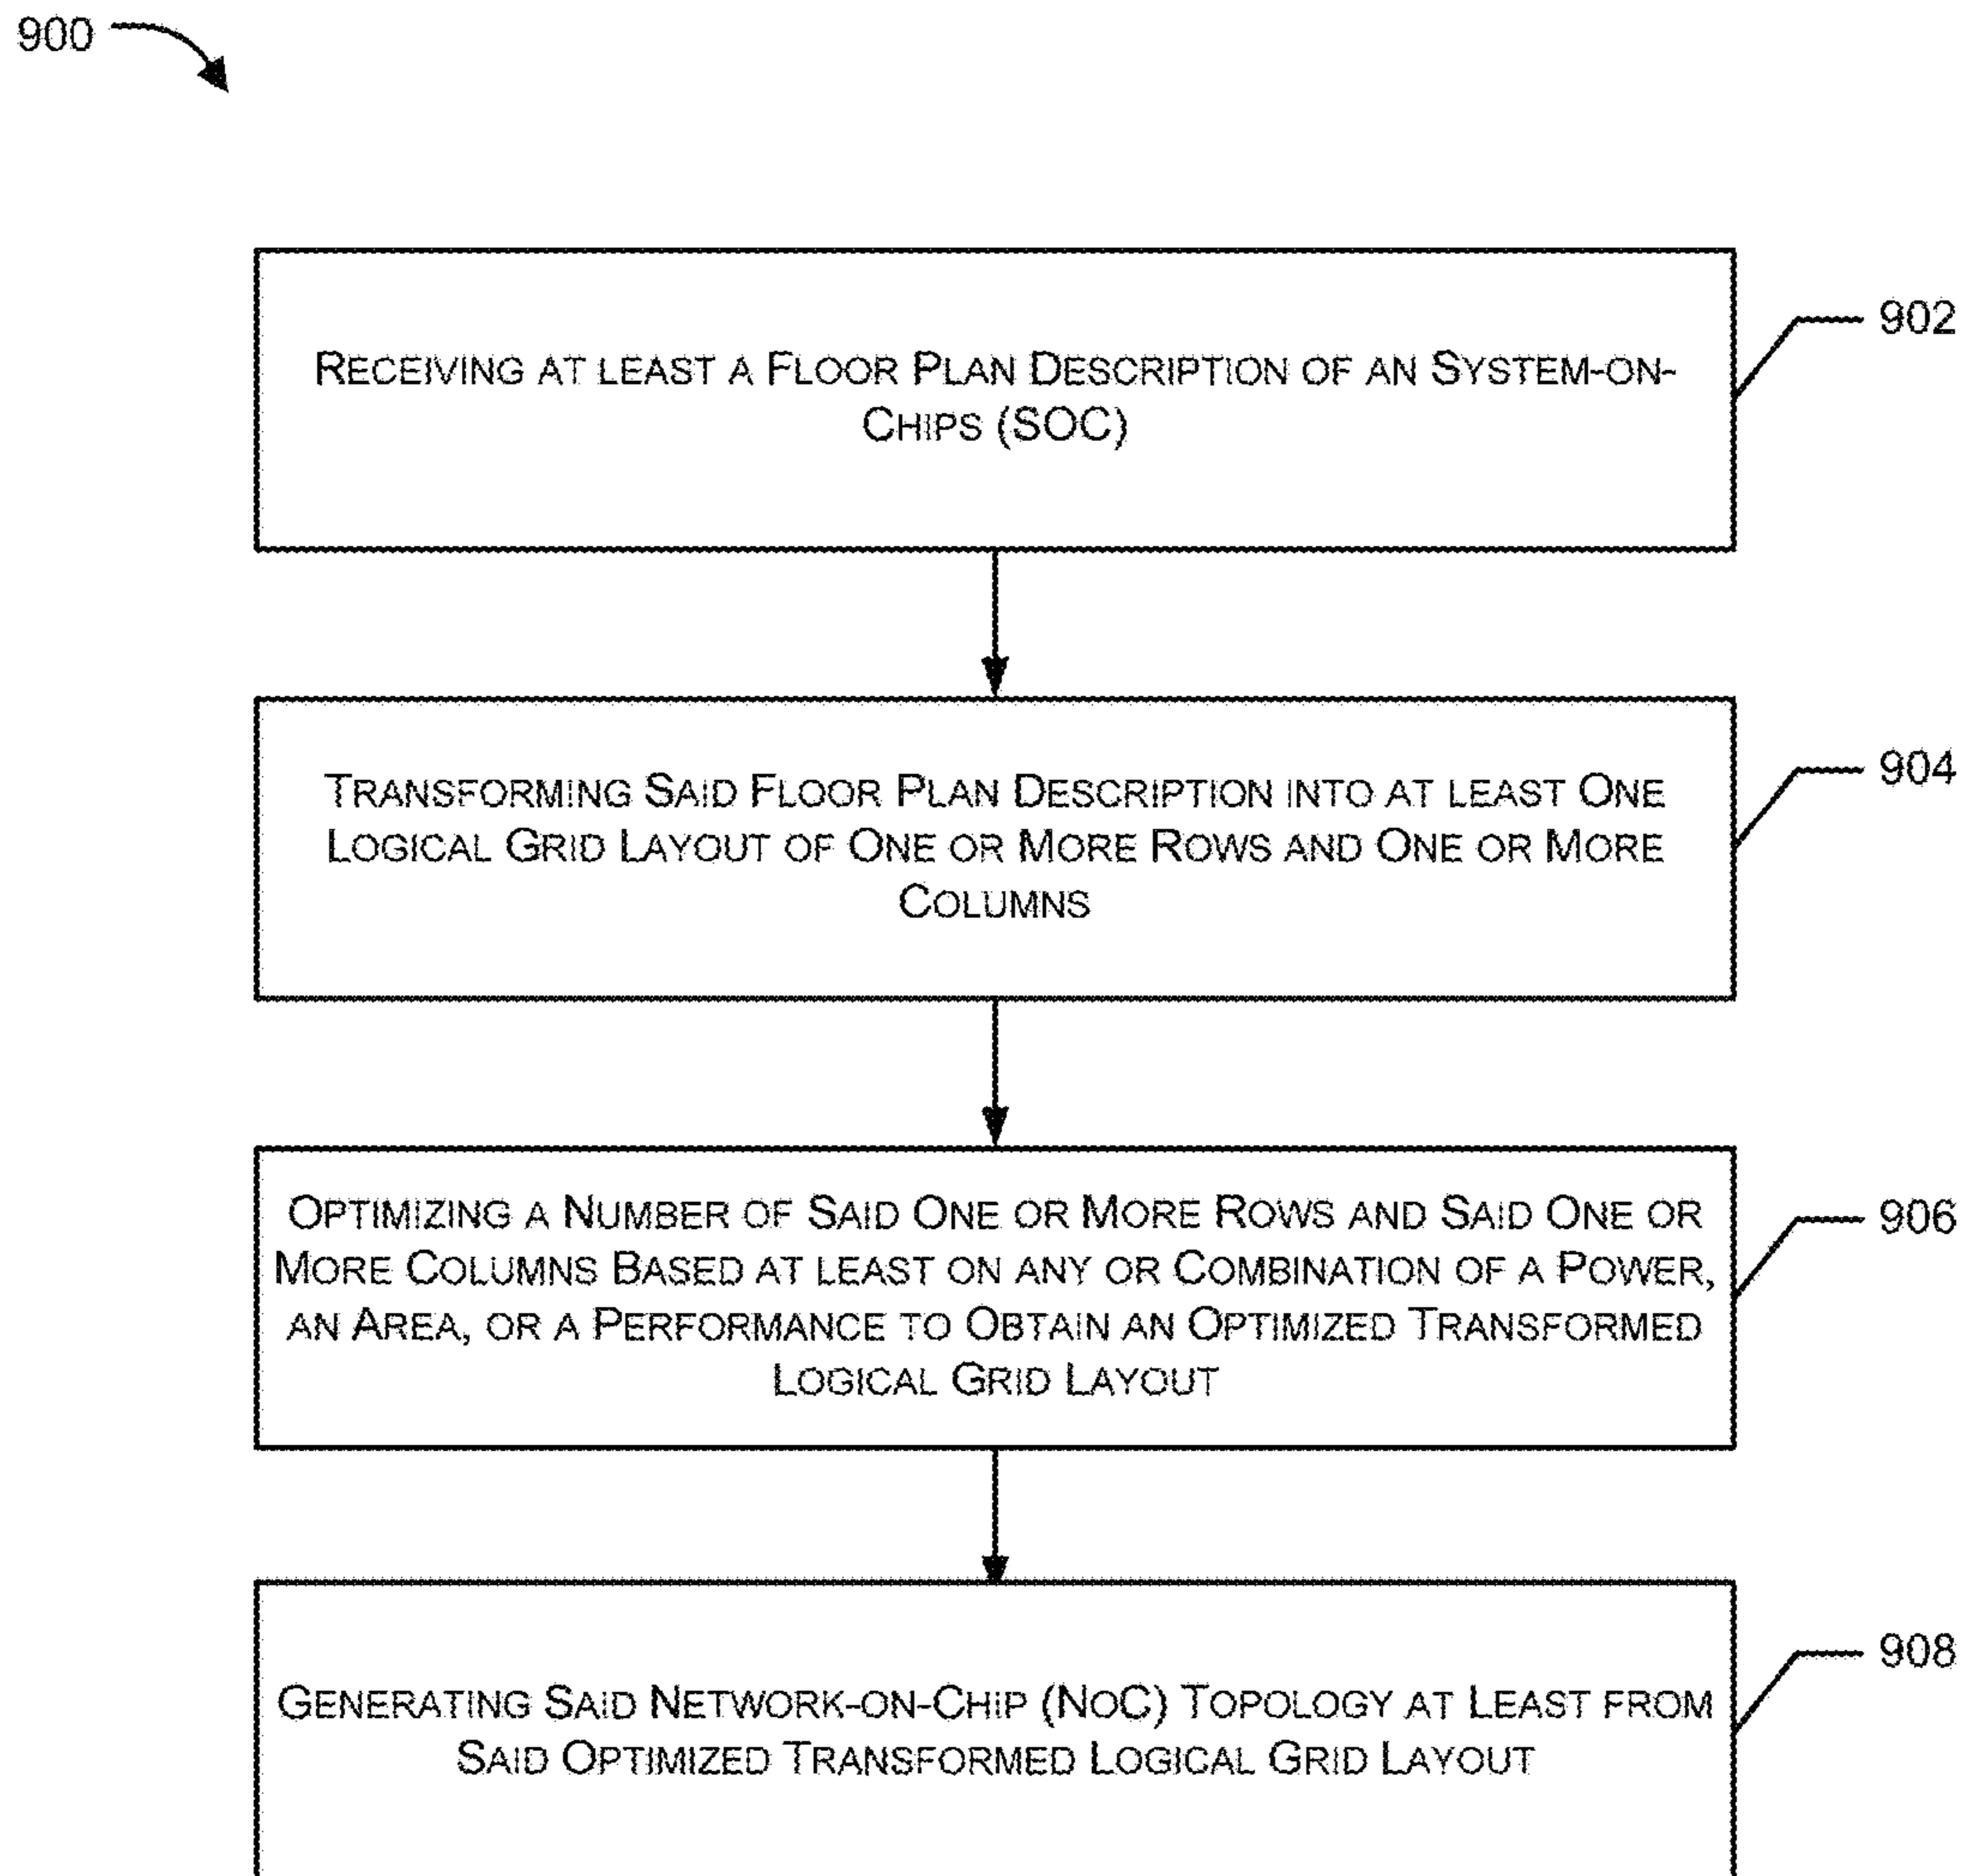 900
RECEIVING AT LEAST A FLOOR PLAN DESCRIPTION OF AN SYSTEM-ON-
CHIPS (SOC)
902
TRANSFORMING SAID FLOOR PLAN DESCRIPTION INTO AT LEAST ONE
LOGICAL GRID LAYOUT OF ONE OR MORE ROWS AND ONE OR MORE
COLUMNS
904
OPTIMIZING A NUMBER OF SAID ONE OR MORE ROWS AND SAID ONE OR
MORE COLUMNS BASED AT LEAST ON ANY OR COMBINATION OF A POWER,
AN AREA, OR A PERFORMANCE TO OBTAIN AN OPTIMIZED TRANSFORMED
LOGICAL GRID LAYOUT
906
GENERATING SAID NETWORK-ON-CHIP (NOC) TOPOLOGY AT LEAST FROM
SAID OPTIMIZED TRANSFORMED LOGICAL GRID LAYOUT
908